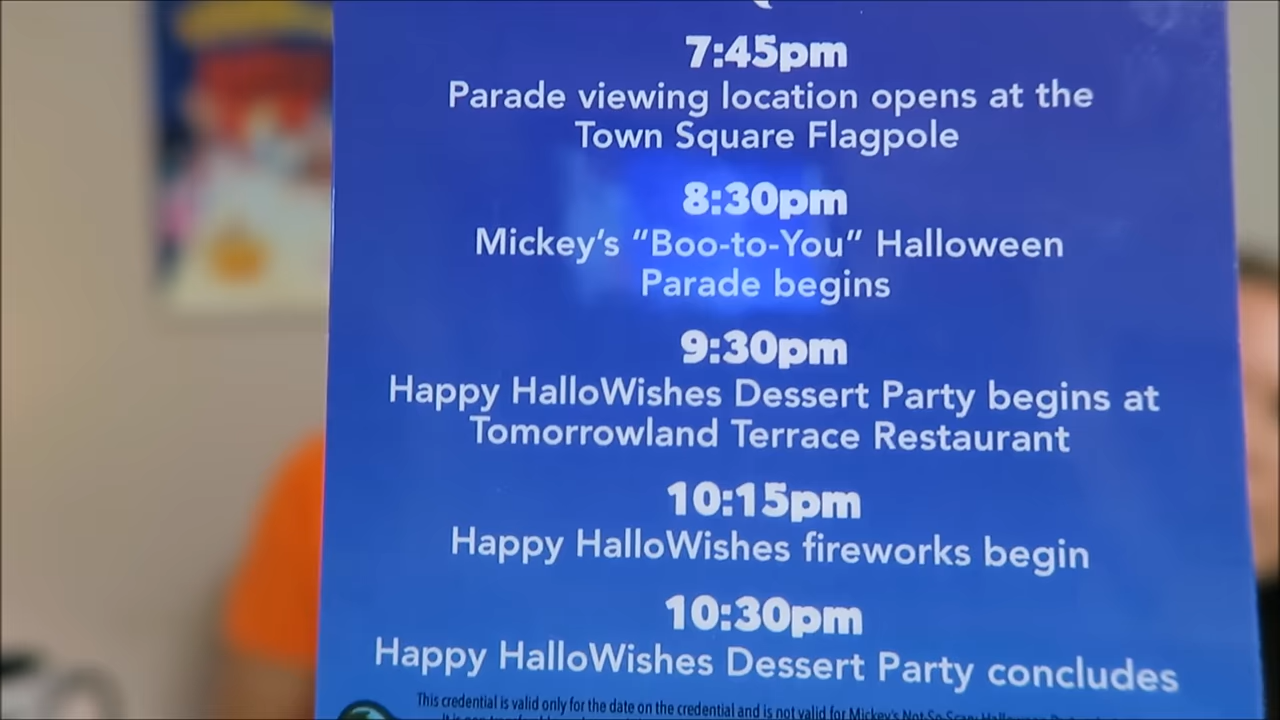 7:45pm
Parade viewing location opens at the
Town Square Flagpole
8:30pm
Mickey's “Boo-to-You” Halloween
Parade begins
9:30pm
Happy HalloWishes Dessert Party begins at
Tomorrowland Terrace Restaurant
10:15pm
Happy HalloWishes fireworks begin
10:30pm
Happy HalloWishes Dessert Party concludes
This credential is valid only for the date on the credential and is not valid for Mickey's Not-So-Scary Halloween